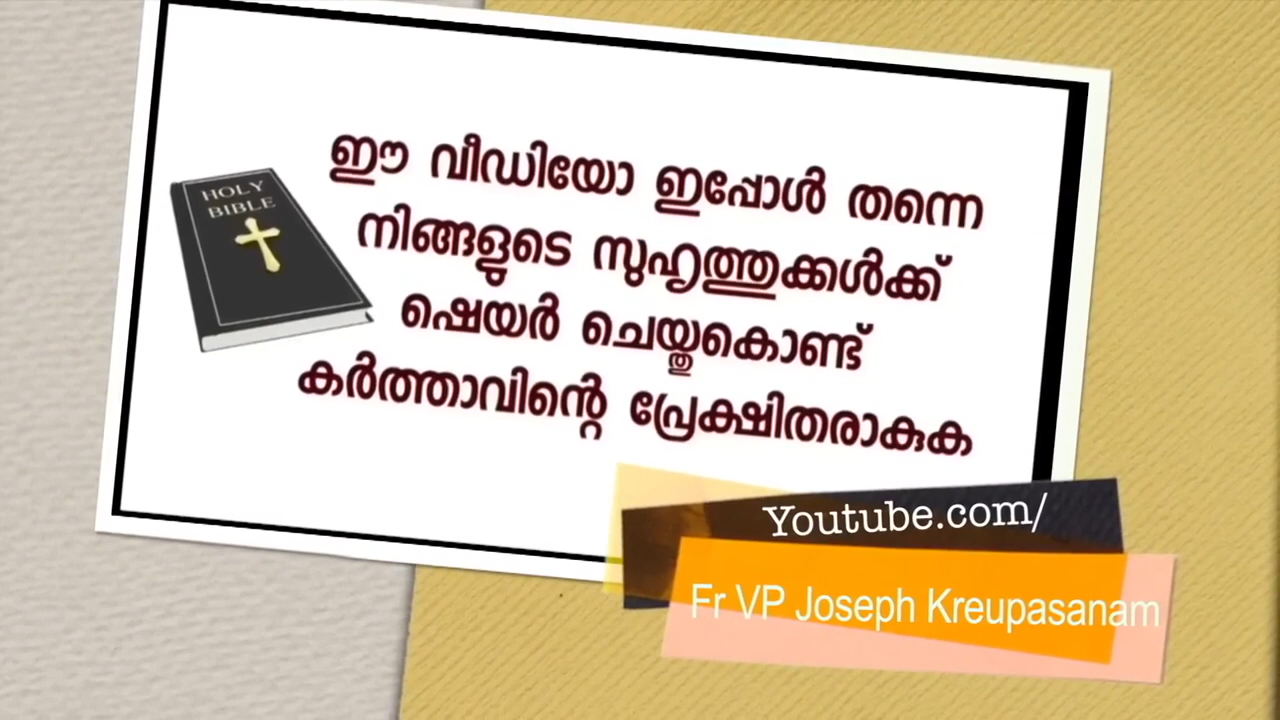 HOLY
BIBLE
ഈ വീഡിയോ ഇപ്പോൾ തന്നെ
നിങ്ങളുടെ സുഹൃത്തുക്കൾക്ക്
ഷെയർ ചെയ്തുകൊണ്ട്
കർത്താവിന്റെ പ്രേക്ഷിതരാകുക
Youtube.com/
Fr VP Joseph Kreupasanam